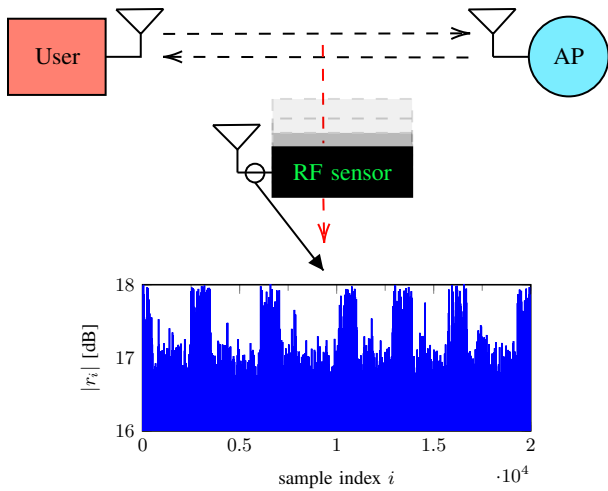 User
AP
RF sensor
18
17
16
|r_i| [dB]
0 0.5 1 1.5 2
sample index i
·10^4